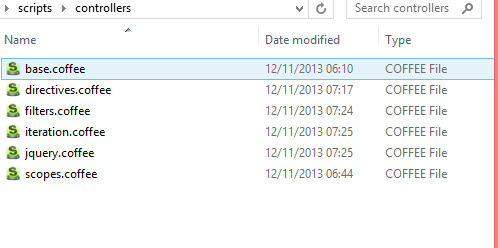 scripts controllers Search controllers
Name Date modified Type
base.coffee 12/11/2013 06:10 COFFEE File
directives.coffee 12/11/2013 07:17 COFFEE File
filters.coffee 12/11/2013 07:24 COFFEE File
iteration.coffee 12/11/2013 07:25 COFFEE File
jquery.coffee 12/11/2013 07:25 COFFEE File
scopes.coffee 12/11/2013 06:44 COFFEE File